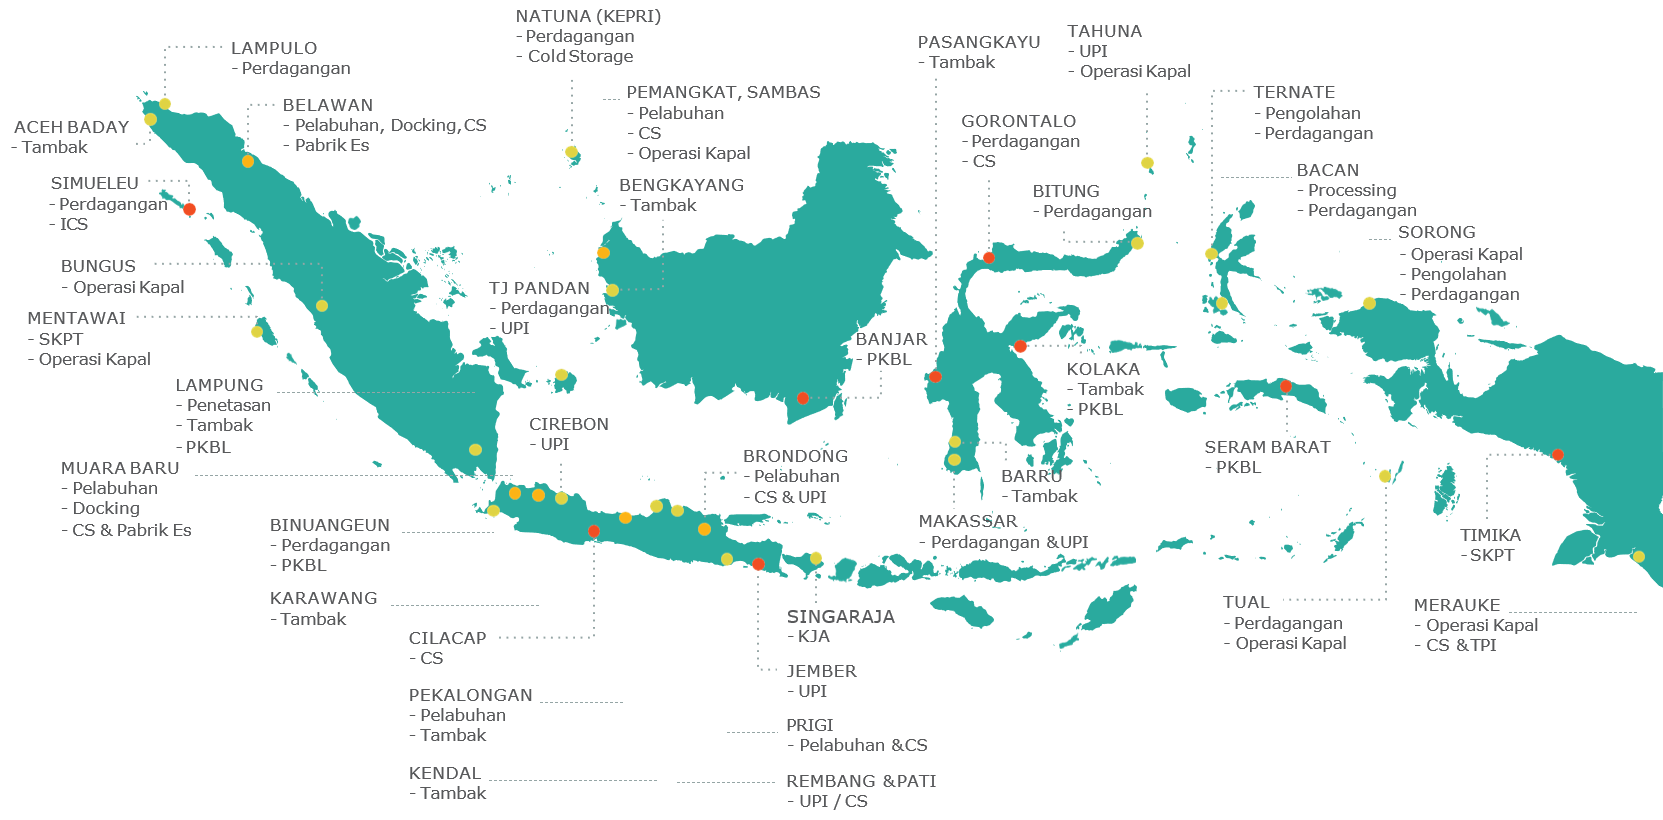 NATUNA (KEPRI)
- Perdagangan
- Cold Storage
LAMPULO
- Perdagangan
BELAWAN
- Pelabuhan, Docking,CS
- Pabrik Es
ACEH BADAY
- Tambak
SIMUELEU
- Perdagangan
- ICS
BUNGUS
- Operasi Kapal
MENTAWAI
- SKPT
- Operasi Kapal
LAMPUNG
- Penetasan
- Tambak
- PKBL
MUARA BARU
- Pelabuhan
- Docking
- CS & Pabrik Es
BINUANGEUN
- Perdagangan
- PKBL
KARAWANG
- Tambak
CILACAP
- CS
PEKALONGAN
- Pelabuhan
- Tambak
KENDAL
- Tambak
PEMANGKAT, SAMBAS
- Pelabuhan
- CS
- Operasi Kapal
BENGKAYANG
- Tambak
TJ PANDAN
- Perdagangan
- UPI
CIREBON
- UPI
BRONDONG
- Pelabuhan
- CS & UPI
BANJAR
- PKBL
SINGARAJA
- KJA
JEMBER
- UPI
PRIGI
- Pelabuhan &CS
REMBANG &PATI
- UPI / CS
PASANGKAYU
- Tambak
TAHUNA
- UPI
- Operasi Kapal
GORONTALO
- Perdagangan
- CS
BITUNG
- Perdagangan
KOLAKA
- Tambak
- PKBL
BARRU
- Tambak
MAKASSAR
- Perdagangan &UPI
TERNATE
- Pengolahan
- Perdagangan
BACAN
- Processing
- Perdagangan
SORONG
- Operasi Kapal
- Pengolahan
- Perdagangan
SERAM BARAT
- PKBL
TIMIKA
- SKPT
TUAL
- Perdagangan
- Operasi Kapal
MERAUKE
- Operasi Kapal
- CS &TPI